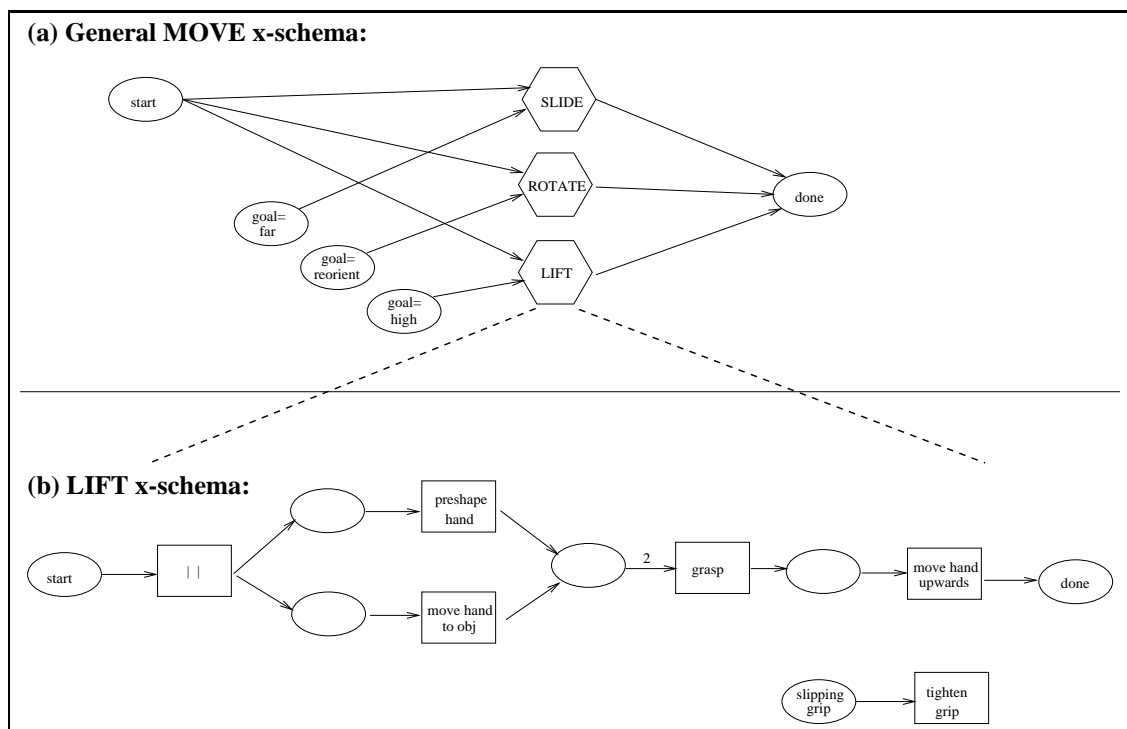 (a) General MOVE x-schema:
start
SLIDE
ROTATE
done
goal=
far
goal=
reorient
LIFT
goal=
high
(b) LIFT x-schema:
preshape
hand
start
| |
2
grasp
move hand
upwards
done
move hand
to obj
slipping
grip
tighten
grip